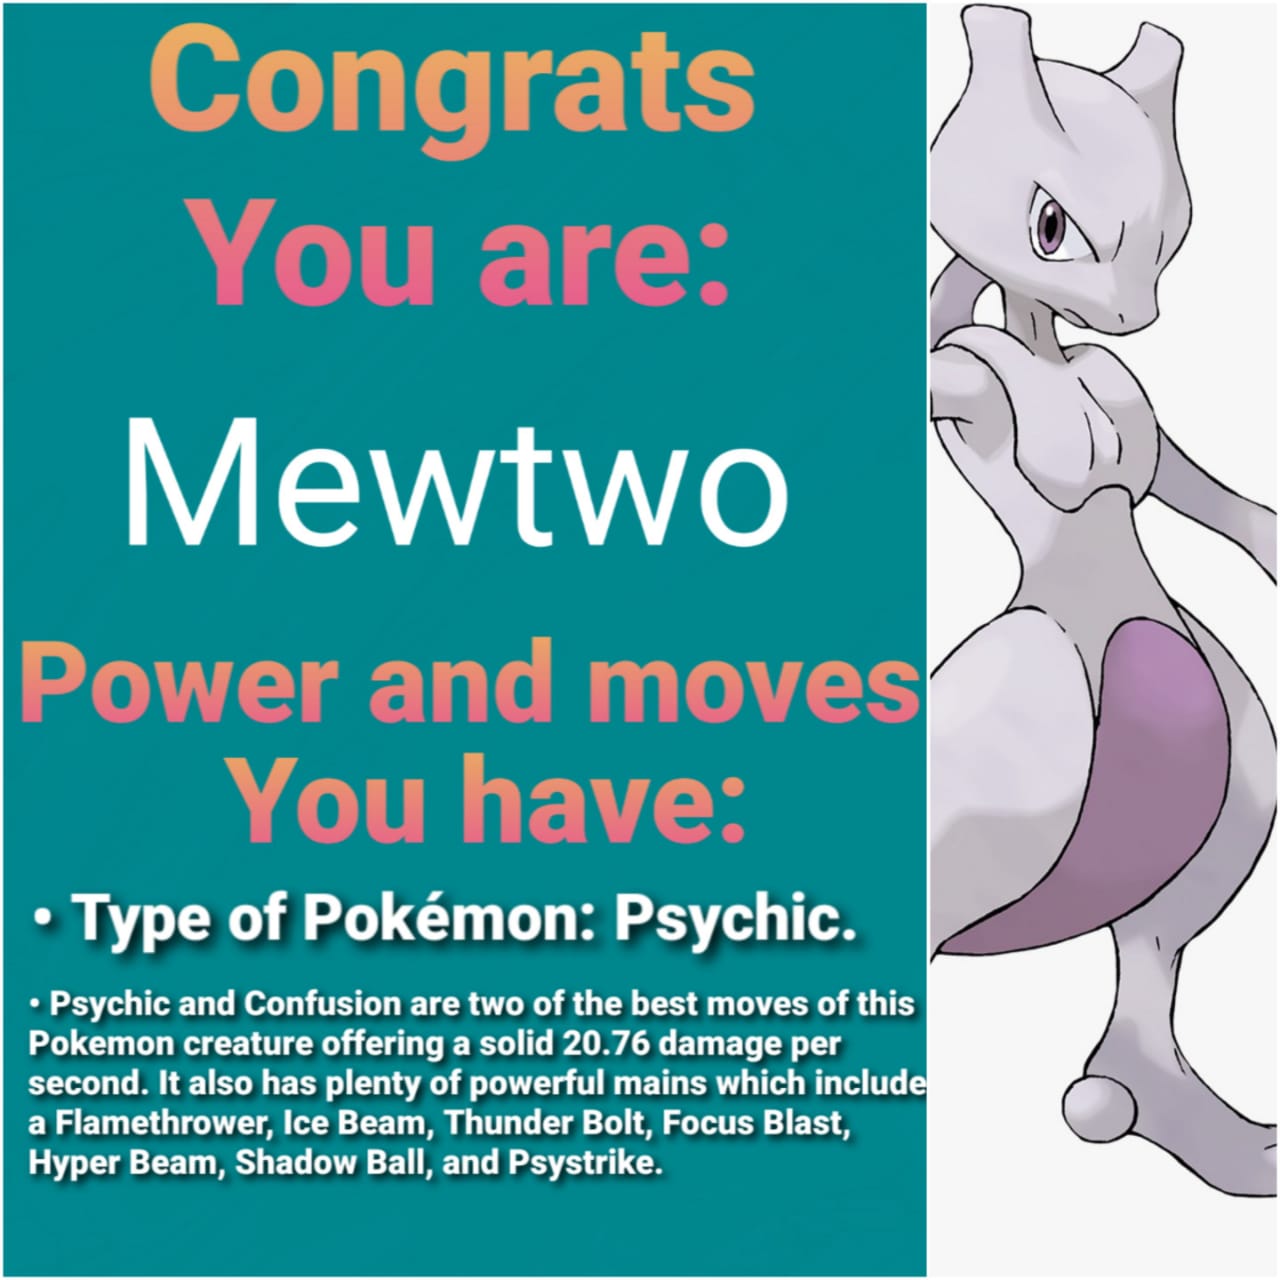 Congrats
You are:
Mewtwo
Power and moves
You have:
• Type of Pokémon: Psychic.
• Psychic and Confusion are two of the best moves of this
Pokemon creature offering a solid 20.76 damage per
second. It also has plenty of powerful mains which include
a Flamethrower, Ice Beam, Thunder Bolt, Focus Blast,
Hyper Beam, Shadow Ball, and Psystrike.